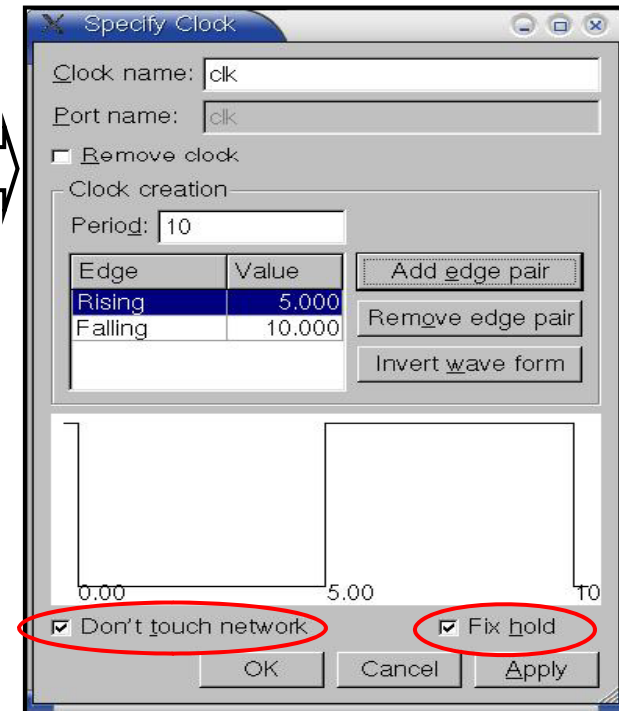 Specify Clock
Clock name: clk
Port name: clk
Remove clock
Clock creation
Period: 10
Edge Value
Rising 5.000
Falling 10.000
Add edge pair
Remove edge pair
Invert wave form
0.00 5.00 10
Don't touch network Fix hold
OK Cancel Apply